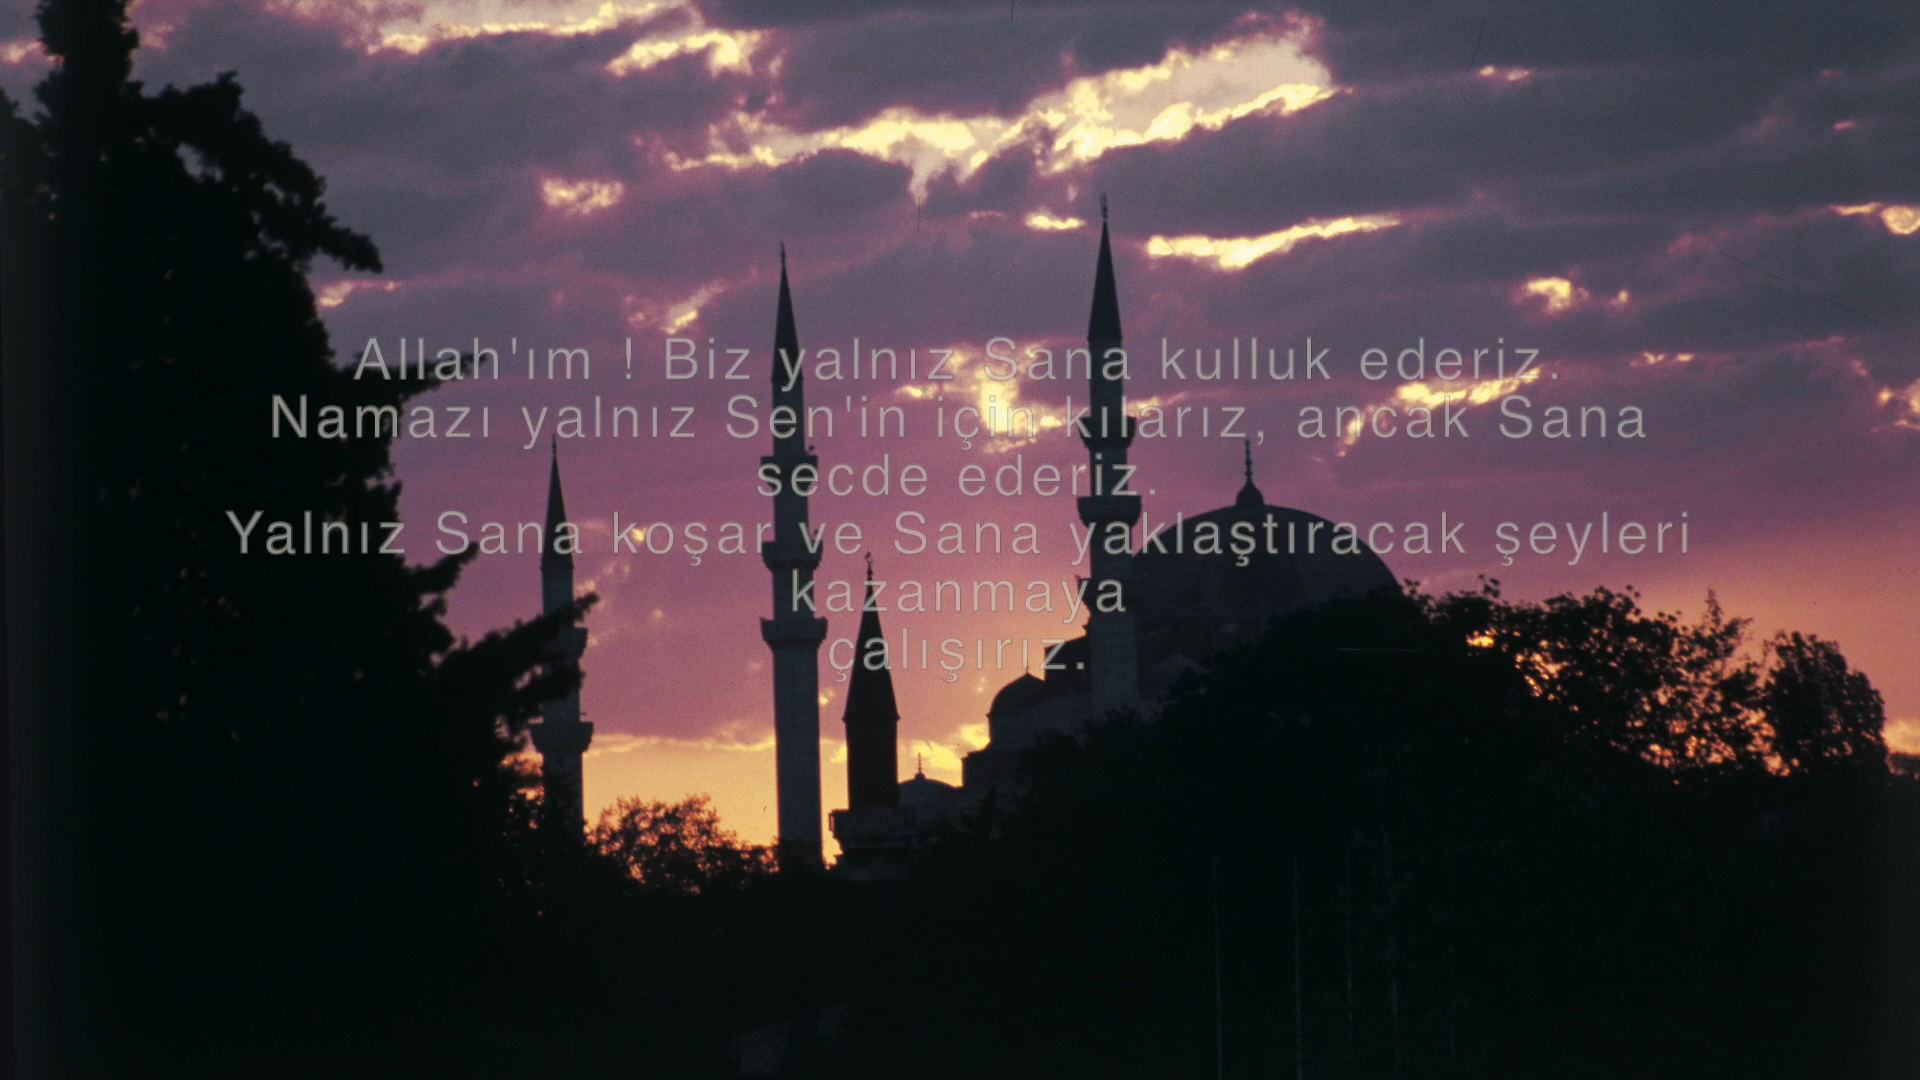 Allah'ım ! Biz yalnız Sana kulluk ederiz.
Namazı yalnız Sen'in için kılarız, ancak Sana
secde ederiz.
Yalnız Sana koşar ve Sana yaklaştıracak şeyleri
kazanmaya
çalışırız.